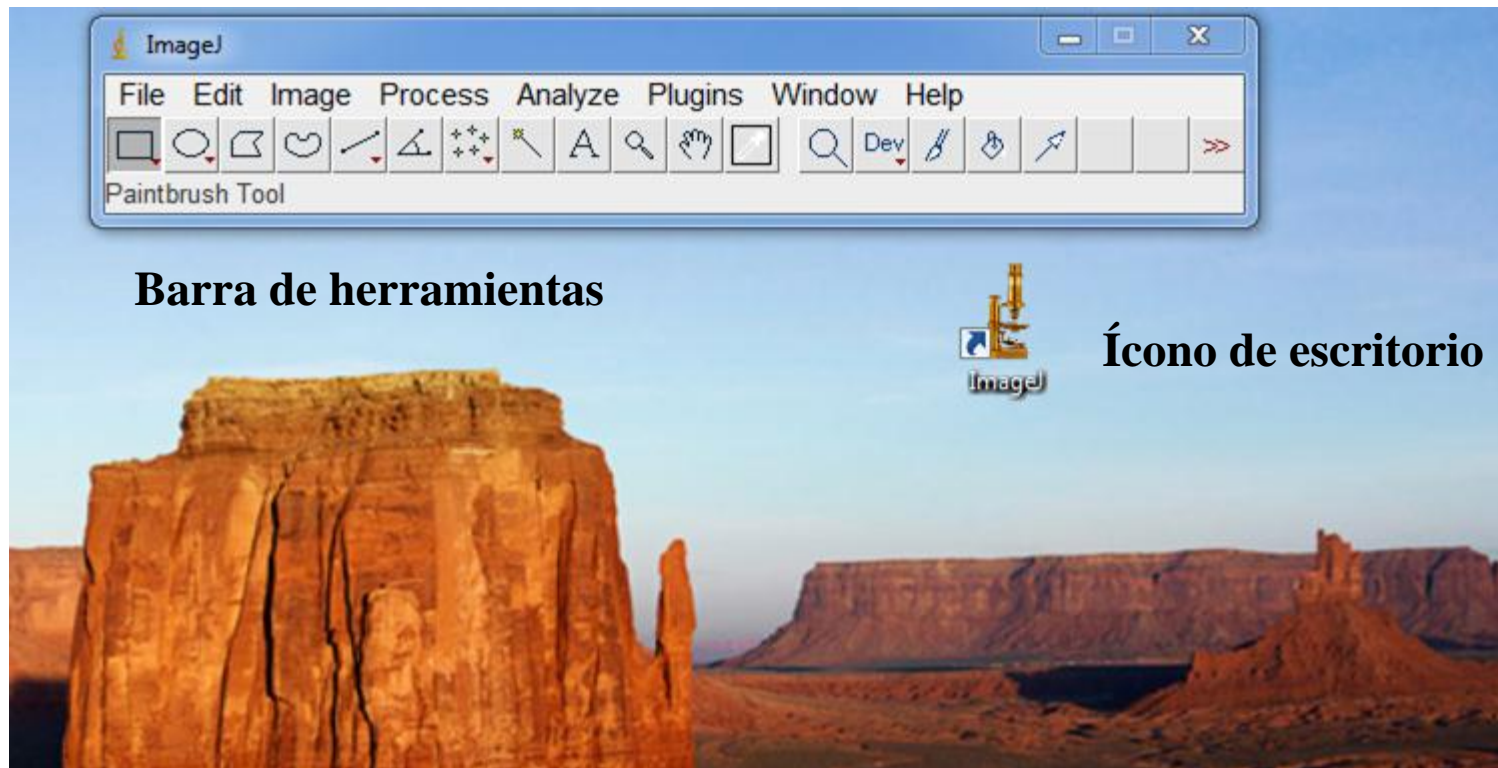 ImageJ
File Edit Image Process Analyze Plugins Window Help
A Dev >>
Paintbrush Tool
Barra de herramientas
Ícono de escritorio
ImageJ